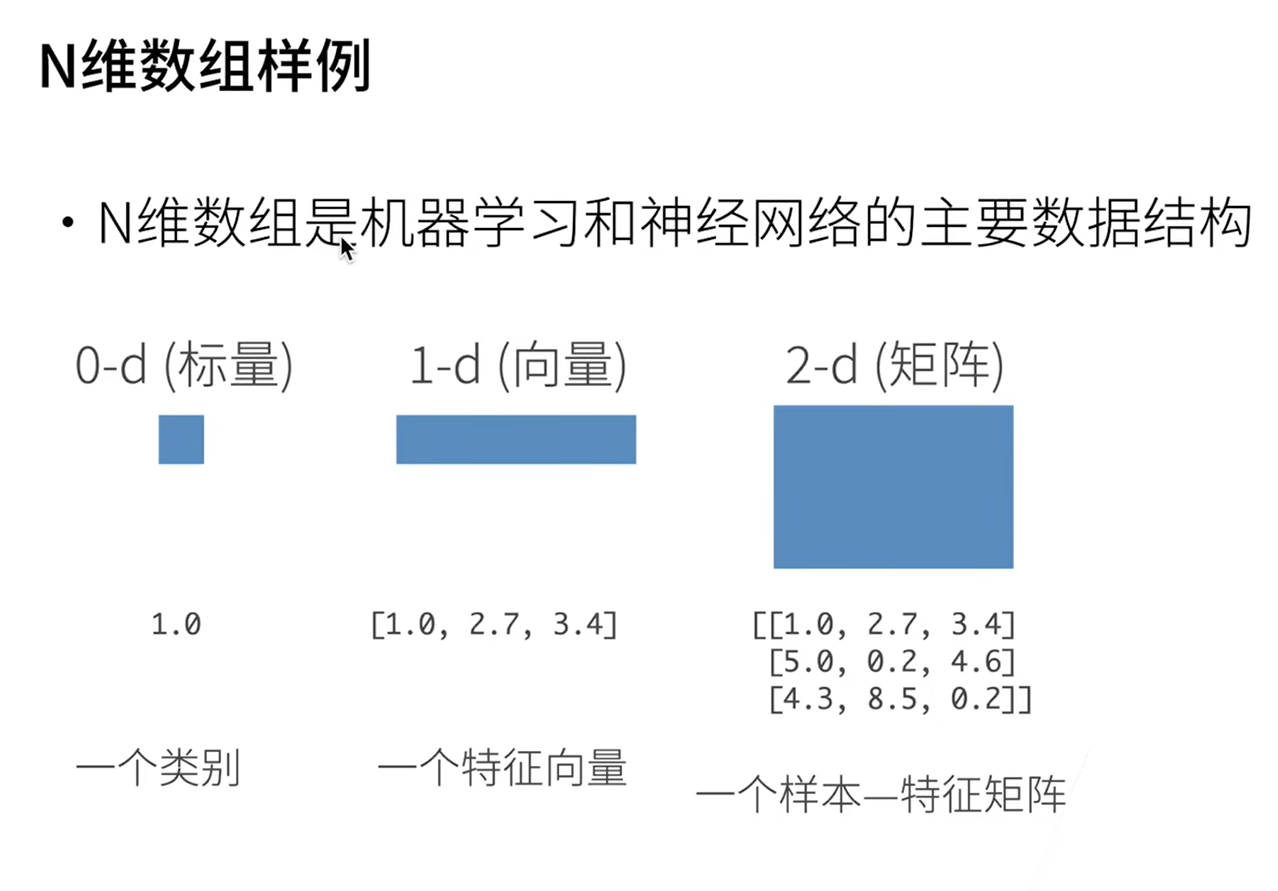 N维数组样例
• N维数组是机器学习和神经网络的主要数据结构
0-d (标量)
1-d (向量)
2-d (矩阵)
1.0
[1.0, 2.7, 3.4]
[[1.0, 2.7, 3.4]
[5.0, 0.2, 4.6]
[4.3, 8.5, 0.2]]
一个类别
一个特征向量
一个样本—特征矩阵